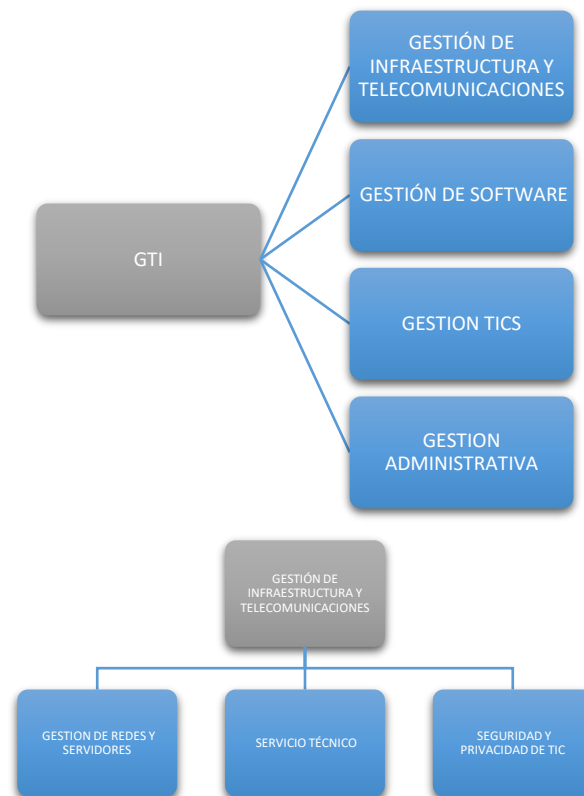 GESTIÓN DE
INFRAESTRUCTURA Y
TELECOMUNICACIONES
GESTIÓN DE SOFTWARE
GTI
GESTION TICS
GESTION
ADMINISTRATIVA
GESTIÓN DE
INFRAESTRUCTURA Y
TELECOMUNICACIONES
GESTION DE REDES Y
SERVIDORES
SERVICIO TÉCNICO
SEGURIDAD Y
PRIVACIDAD DE TIC